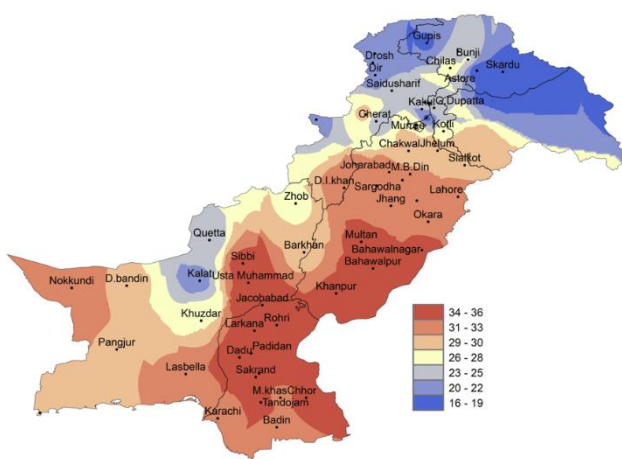 Gupis
Drosh
Bunji
Dir
Chilas
Skardu
Astore
Saidusharif
G.Dupatta
Cherat
Kotli
Chakwal
Jhelum
Sialkot
Joharabad
M.B.Din
D.I.khan
Sargodha
Zhob
Lahore
Jhang
Okara
Quetta
Multan
Barkhan
Bahawalnagar
Sibbi
Bahawalpur
Nokkundi
D.bandin
Kalat
Usta Muhammad
Khanpur
Jacobabad
Khuzdar
Larkana
Rohri
Pangjur
Dadu
Padidan
Lasbella
Sakrand
M.khas
Chhor
Tandojam
Karachi
Badin
34 - 36
31 - 33
29 - 30
26 - 28
23 - 25
20 - 22
16 - 19